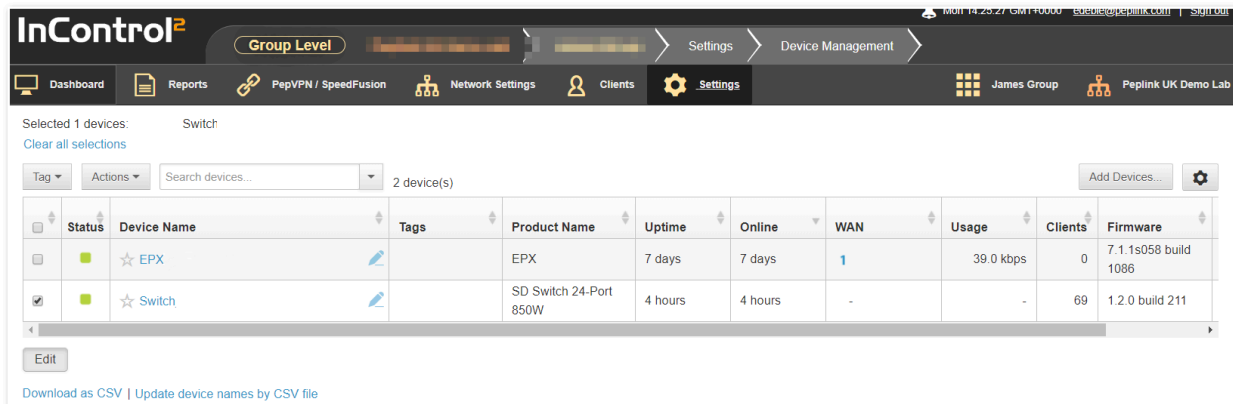 Mon 14:25:27 GMT+0000 edeble@peplink.com | Sign out
InControl2
Group Level Settings Device Management
Dashboard Reports PepVPN / SpeedFusion Network Settings Clients Settings James Group Peplink UK Demo Lab
Selected 1 devices: Switch
Clear all selections
Tag Actions Search devices... 2 device(s) Add Devices...
Status Device Name Tags Product Name Uptime Online WAN Usage Clients Firmware
EPX EPX 7 days 7 days 1 39.0 kbps 0 7.1.1s058 build
1086
Switch SD Switch 24-Port
850W 4 hours 4 hours - - 69 1.2.0 build 211
Edit
Download as CSV | Update device names by CSV file